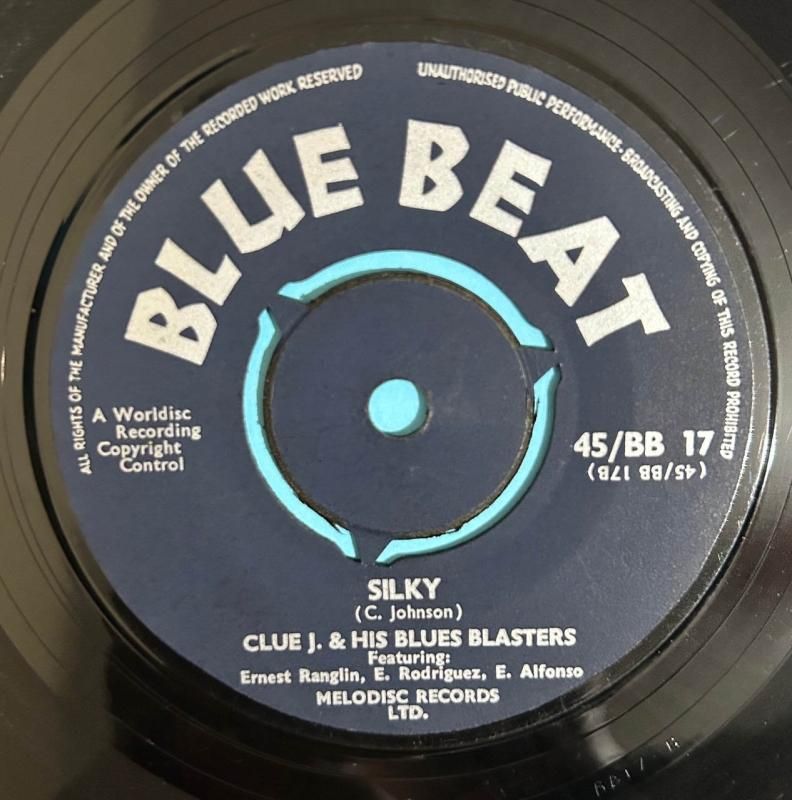 ALL RIGHTS OF THE MANUFACTURER AND OF THE OWNER OF THE RECORDED WORK RESERVED
UNAUTHORISED PUBLIC PERFORMANCE·BROADCASTING AND COPYING OF THIS RECORD PROHIBITED
BLUE BEAT
A Worldisc
Recording
Copyright
Control
45/BB 17
(45/BB 17B)
SILKY
(C. Johnson)
CLUE J. & HIS BLUES BLASTERS
Featuring:
Ernest Ranglin, E. Rodriguez, E. Alfonso
MELODISC RECORDS
LTD.
BB17 B